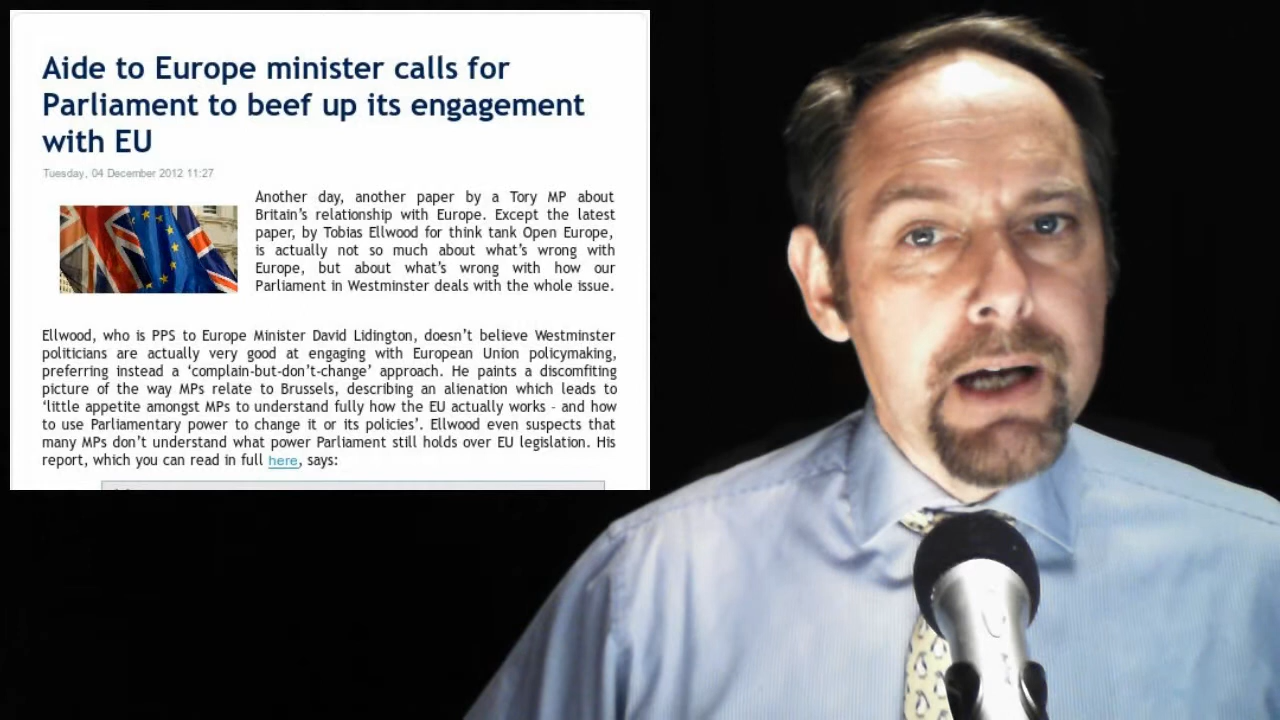 Aide to Europe minister calls for
Parliament to beef up its engagement
with EU
Tuesday, 04 December 2012 11:27
Another day, another paper by a Tory MP about
Britain’s relationship with Europe. Except the latest
paper, by Tobias Ellwood for think tank Open Europe,
is actually not so much about what’s wrong with
Europe, but about what’s wrong with how our
Parliament in Westminster deals with the whole issue.
Ellwood, who is PPS to Europe Minister David Lidington, doesn’t believe Westminster
politicians are actually very good at engaging with European Union policymaking,
preferring instead a ‘complain-but-don’t-change’ approach. He paints a discomfiting
picture of the way MPs relate to Brussels, describing an alienation which leads to
‘little appetite amongst MPs to understand fully how the EU actually works - and how
to use Parliamentary power to change it or its policies’. Ellwood even suspects that
many MPs don’t understand what power Parliament still holds over EU legislation. His
report, which you can read in full here, says: